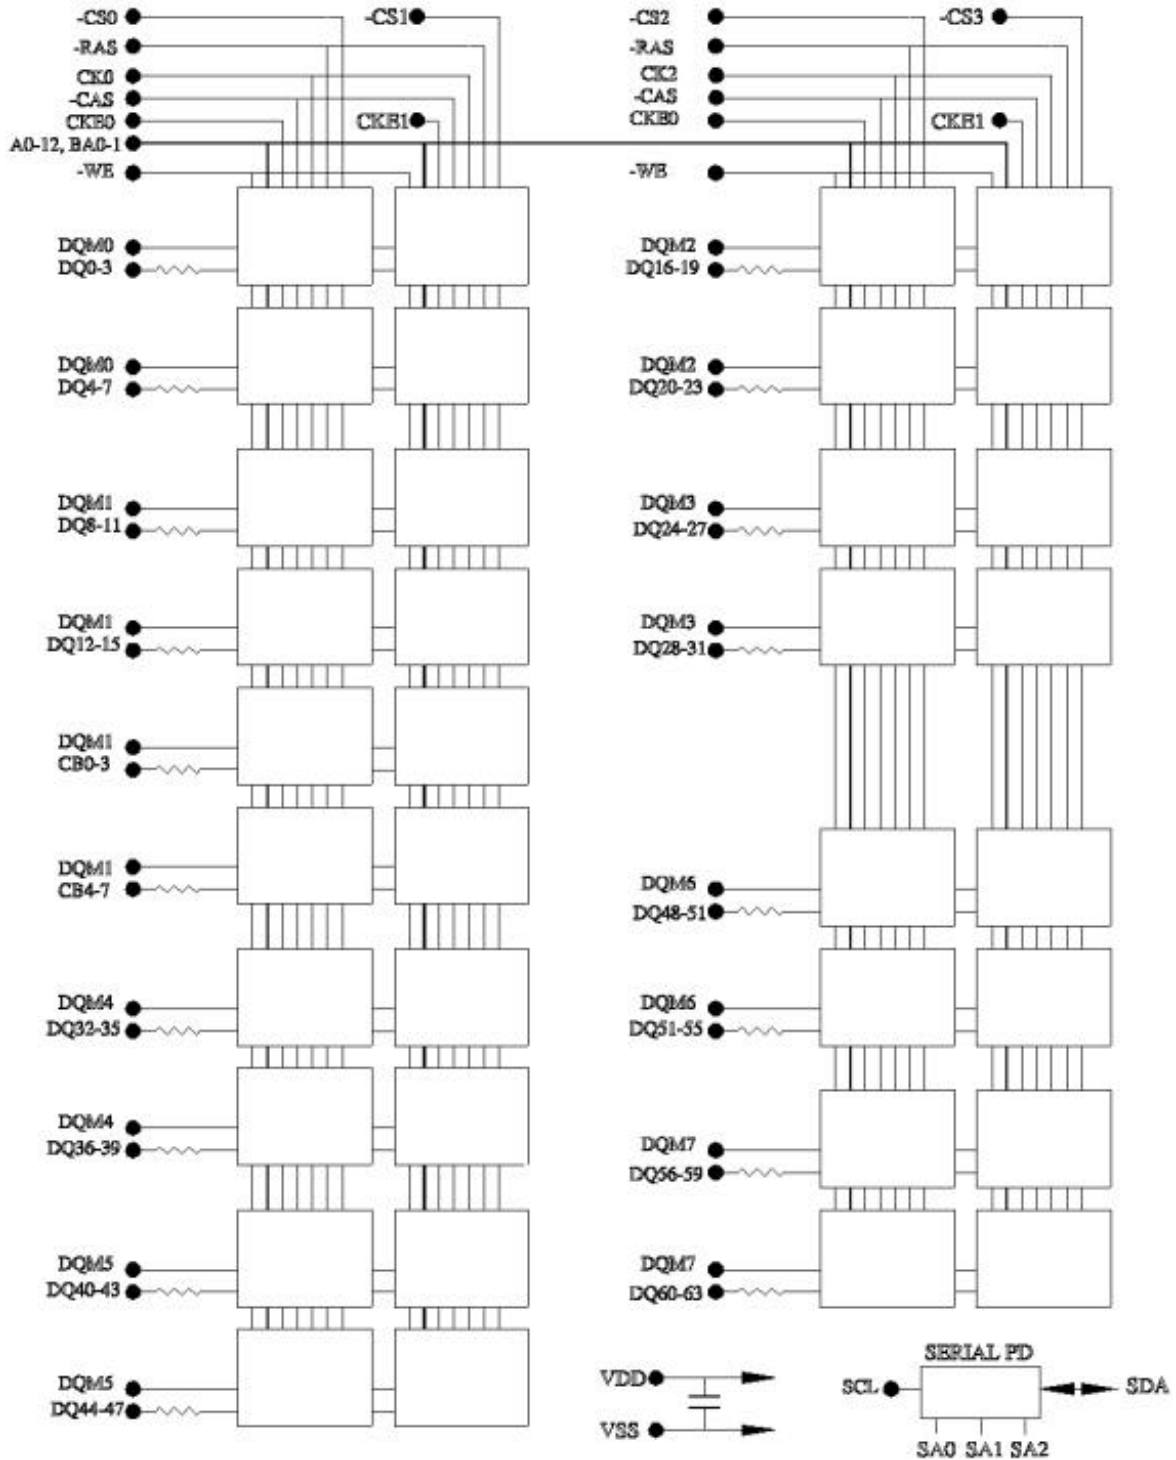 -CS0
-CS1
-RAS
CK0
-CAS
CKE0
CKE1
A0-12, BA0-1
-WE
DQM0
DQ0-3
DQM0
DQ4-7
DQM1
DQ8-11
DQM1
DQ12-15
DQM1
CB0-3
DQM1
CB4-7
DQM4
DQ32-35
DQM4
DQ36-39
DQM5
DQ40-43
DQM5
DQ44-47
-CS2
-CS3
-RAS
CK2
-CAS
CKE0
CKE1
-WE
DQM2
DQ16-19
DQM2
DQ20-23
DQM3
DQ24-27
DQM3
DQ28-31
DQM6
DQ48-51
DQM6
DQ51-55
DQM7
DQ56-59
DQM7
DQ60-63
VDD
VSS
SERIAL PD
SCL
SDA
SA0 SA1 SA2